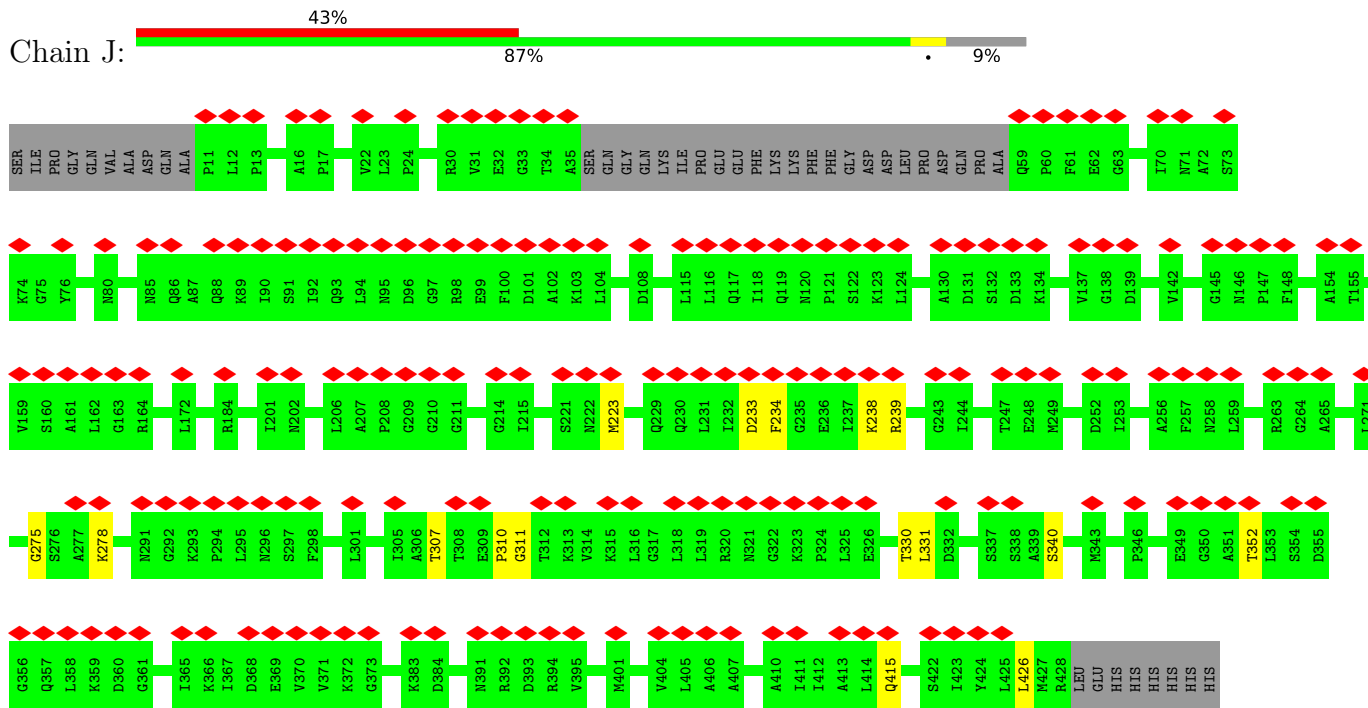 43%
Chain J:
87% • 9%
SER ILE PRO GLY GLN VAL ALA ASP GLN ALA P11 L12 P13 A16 P17 V22 L23 P24 R30 V31 E32 G33 T34 A35 SER GLN GLY GLN LYS ILE PRO GLU GLU PHE LYS LYS PHE PHE GLY ASP ASP LEU PRO ASP GLN PRO ALA Q59 P60 F61 E62 G63 I70 N71 A72 S73
K74 G75 Y76 N80 N85 Q86 A87 Q88 K89 I90 S91 I92 Q93 L94 N95 D96 G97 R98 E99 F100 D101 A102 K103 L104 D108 L115 L116 Q117 I118 Q119 N120 P121 S122 K123 L124 A130 D131 S132 D133 K134 V137 G138 D139 V142 G145 N146 P147 F148 A154 T155
V159 S160 A161 L162 G163 R164 L172 R184 I201 N202 L206 A207 P208 G209 G210 G211 G214 I215 S221 N222 M223 Q229 Q230 L231 I232 D233 F234 G235 E236 I237 K238 R239 G243 I244 T247 E248 M249 D252 I253 A256 F257 N258 L259 R263 G264 A265 L271
G275 S276 A277 K278 N291 G292 K293 P294 L295 N296 S297 F298 L301 T305 A306 T307 T308 E309 P310 G311 T312 K313 V314 K315 L316 G317 L318 L319 R320 N321 G322 K323 P324 L325 E326 T330 L331 D332 S337 S338 A339 S340 M343 P346 E349 G350 A351 T352 L353 S354 D355
G356 Q357 L358 K359 D360 G361 I365 K366 I367 D368 E369 V370 V371 K372 G373 K383 D384 N391 R392 D393 R394 V395 M401 V404 L405 A406 A407 A410 I411 I412 A413 L414 Q415 S422 I423 Y424 L425 L426 M427 R428 LEU GLU HIS HIS HIS HIS HIS HIS